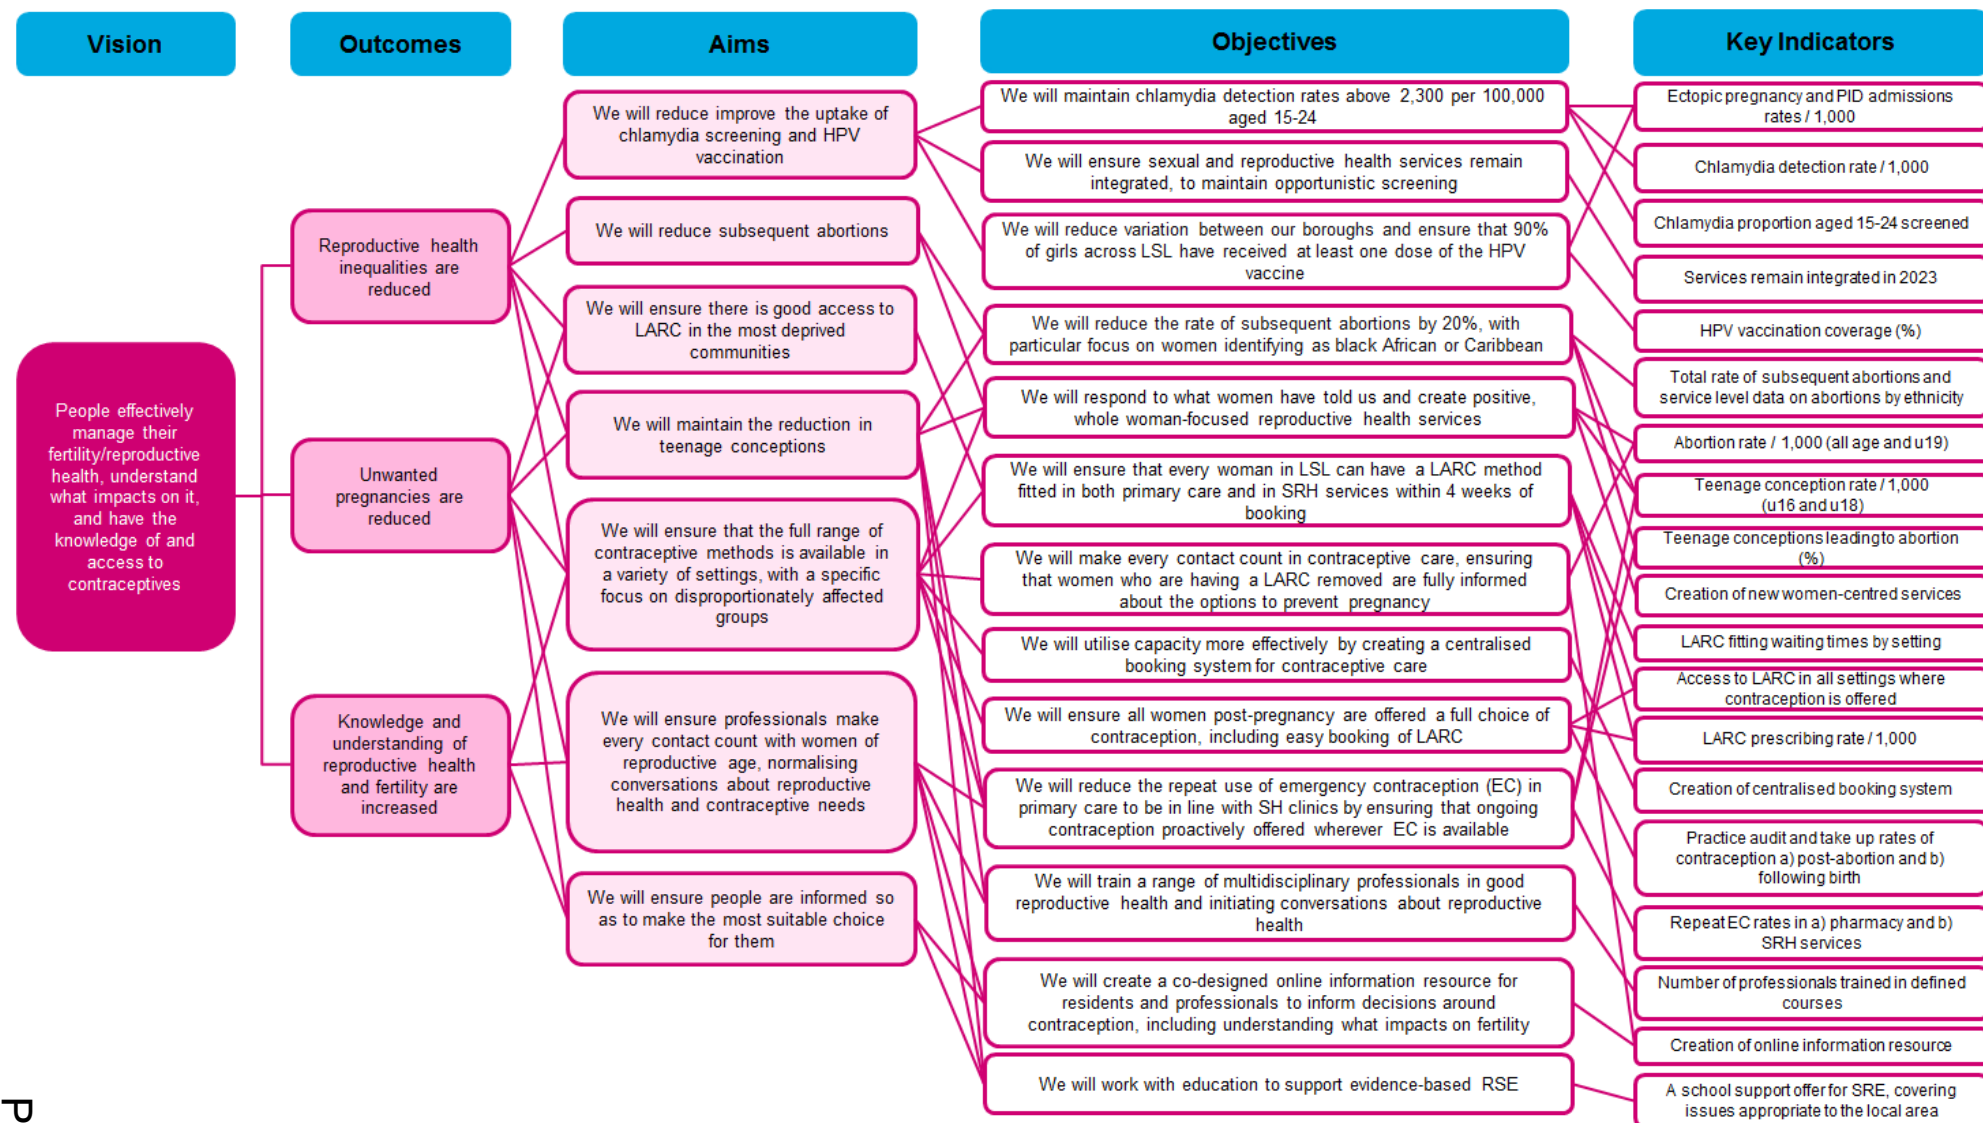 Vision
Outcomes
Aims
Objectives
Key Indicators
People effectively
manage their
fertility/reproductive
health, understand
what impacts on it,
and have the
knowledge of and
access to
contraceptives
Reproductive health
inequalities are
reduced
Unwanted
pregnancies are
reduced
Knowledge and
understanding of
reproductive health
and fertility are
increased
We will reduce improve the uptake of
chlamydia screening and HPV
vaccination
We will reduce subsequent abortions
We will ensure there is good access to
LARC in the most deprived
communities
We will maintain the reduction in
teenage conceptions
We will ensure that the full range of
contraceptive methods is available in
a variety of settings, with a specific
focus on disproportionately affected
groups
We will ensure professionals make
every contact count with women of
reproductive age, normalising
conversations about reproductive
health and contraceptive needs
We will ensure people are informed so
as to make the most suitable choice
for them
We will maintain chlamydia detection rates above 2,300 per 100,000
aged 15-24
We will ensure sexual and reproductive health services remain
integrated, to maintain opportunistic screening
We will reduce variation between our boroughs and ensure that 90%
of girls across LSL have received at least one dose of the HPV
vaccine
We will reduce the rate of subsequent abortions by 20%, with
particular focus on women identifying as black African or Caribbean
We will respond to what women have told us and create positive,
whole woman-focused reproductive health services
We will ensure that every woman in LSL can have a LARC method
fitted in both primary care and in SRH services within 4 weeks of
booking
We will make every contact count in contraceptive care, ensuring
that women who are having a LARC removed are fully informed
about the options to prevent pregnancy
We will utilise capacity more effectively by creating a centralised
booking system for contraceptive care
We will ensure all women post-pregnancy are offered a full choice of
contraception, including easy booking of LARC
We will reduce the repeat use of emergency contraception (EC) in
primary care to be in line with SH clinics by ensuring that ongoing
contraception proactively offered wherever EC is available
We will train a range of multidisciplinary professionals in good
reproductive health and initiating conversations about reproductive
health
We will create a co-designed online information resource for
residents and professionals to inform decisions around
contraception, including understanding what impacts on fertility
We will work with education to support evidence-based RSE
Ectopic pregnancy and PID admissions
rates / 1,000
Chlamydia detection rate / 1,000
Chlamydia proportion aged 15-24 screened
Services remain integrated in 2023
HPV vaccination coverage (%)
Total rate of subsequent abortions and
service level data on abortions by ethnicity
Abortion rate / 1,000 (all age and u19)
Teenage conception rate / 1,000
(u16 and u18)
Teenage conceptions leading to abortion
(%)
Creation of new women-centred services
LARC fitting waiting times by setting
Access to LARC in all settings where
contraception is offered
LARC prescribing rate / 1,000
Creation of centralised booking system
Practice audit and take up rates of
contraception a) post-abortion and b)
following birth
Repeat EC rates in a) pharmacy and b)
SRH services
Number of professionals trained in defined
courses
Creation of online information resource
A school support offer for SRE, covering
issues appropriate to the local area
P